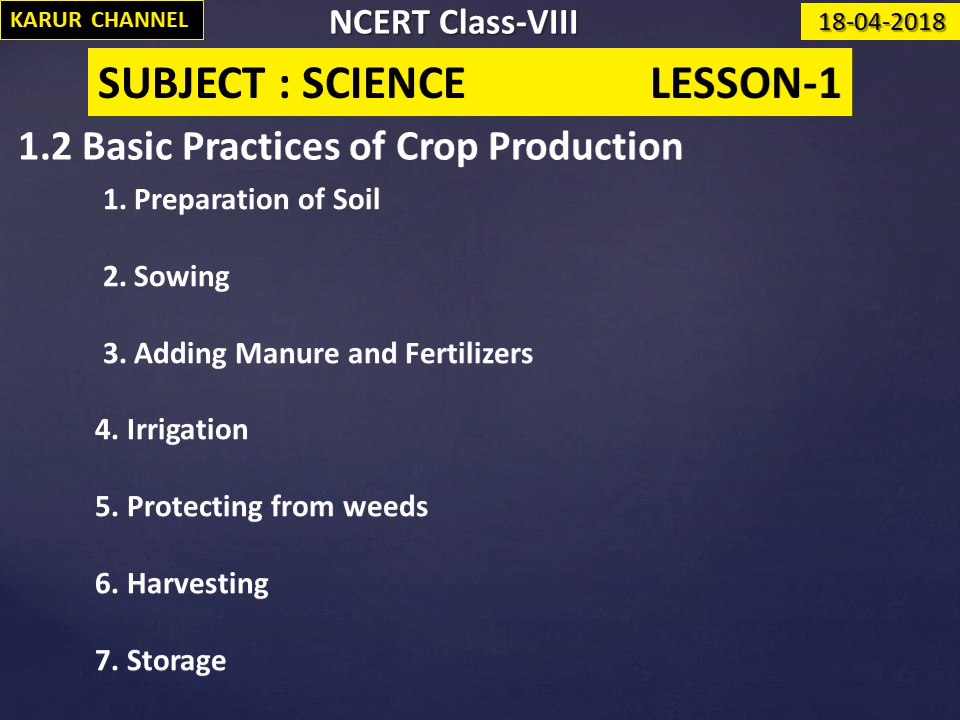 KARUR CHANNEL
NCERT Class-VIII
18-04-2018
SUBJECT : SCIENCE LESSON-1
1.2 Basic Practices of Crop Production
1. Preparation of Soil
2. Sowing
3. Adding Manure and Fertilizers
4. Irrigation
5. Protecting from weeds
6. Harvesting
7. Storage